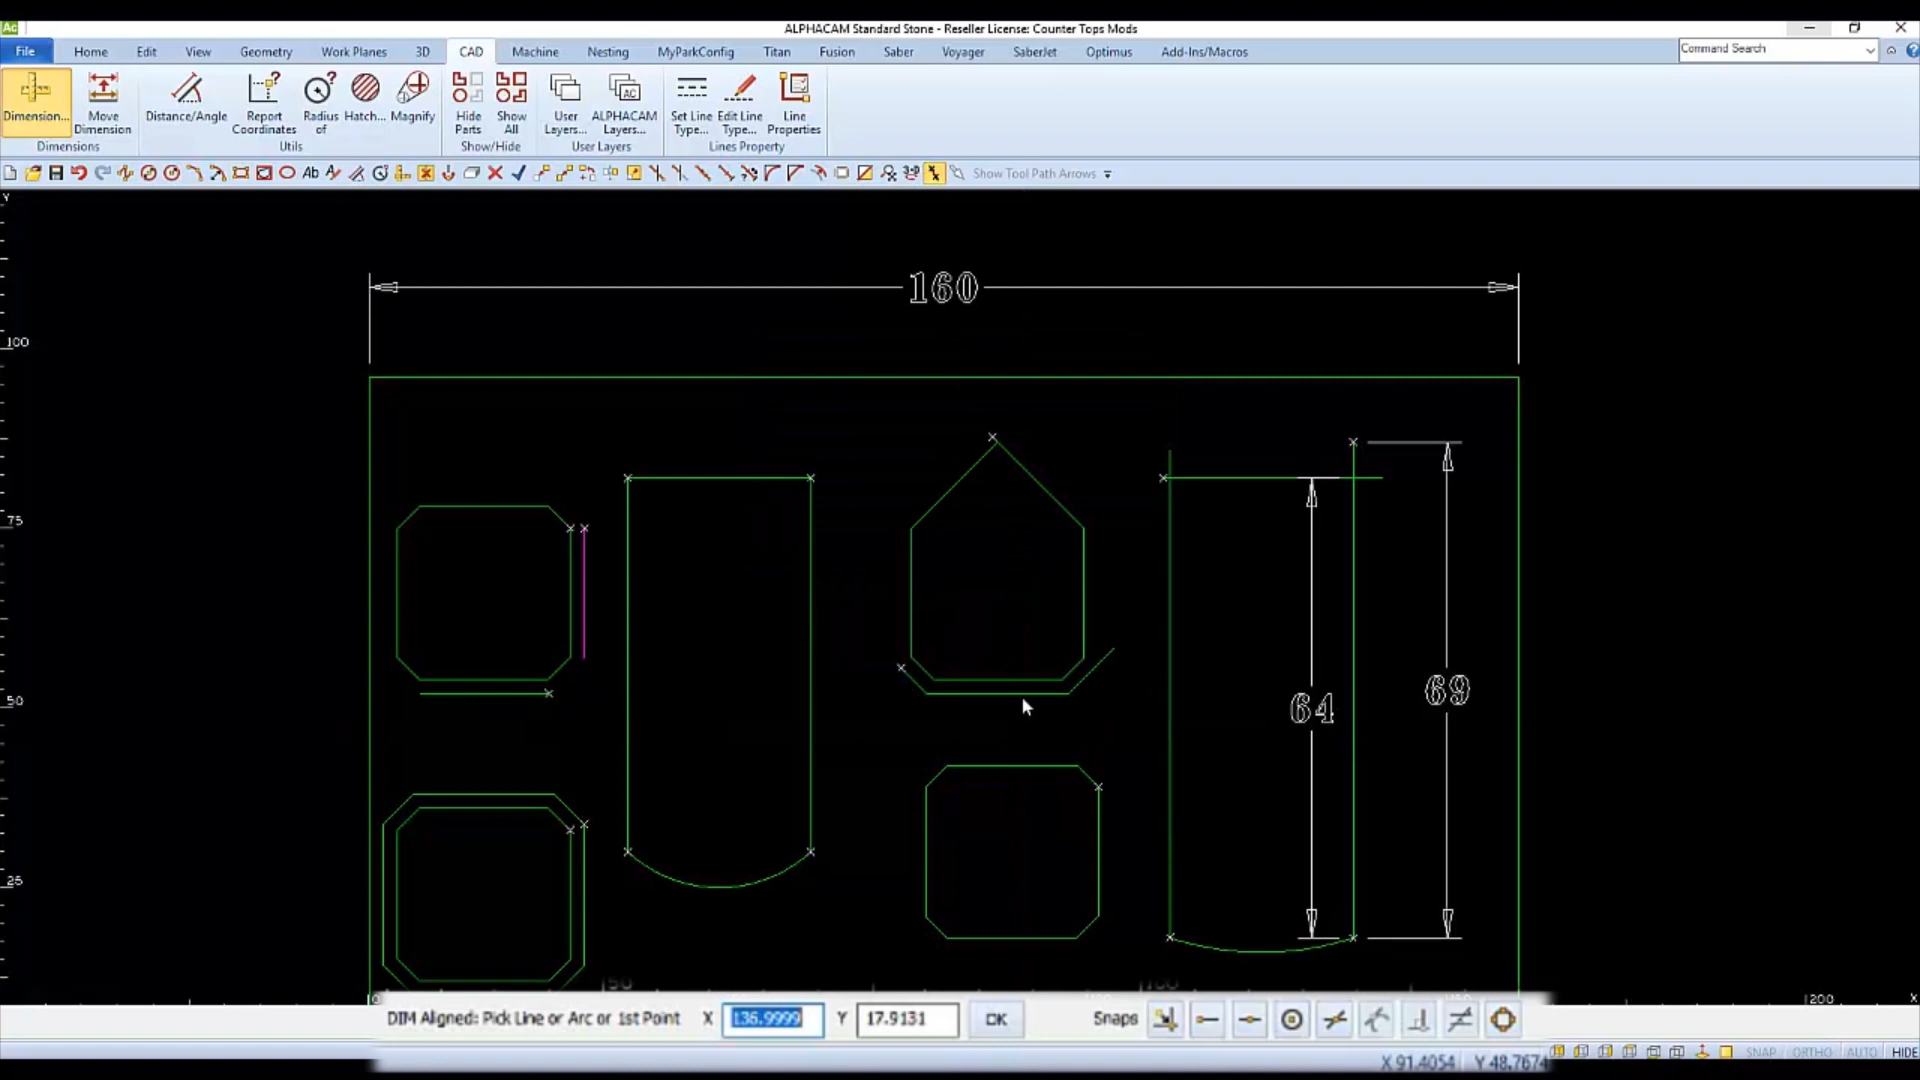 Ac
ALPHACAM Standard Stone - Reseller License: Counter Tops Mods
File Home Edit View Geometry Work Planes 3D CAD Machine Nesting MyParkConfig Titan Fusion Saber Voyager SaberJet Optimus Add-Ins/Macros Command Search
Dimension... Move Dimension Distance/Angle Report Coordinates Radius of Hatch... Magnify Hide Parts Show All User Layers... ALPHACAM Layers... Set Line Type... Edit Line Type... Line Properties
Dimensions Utils Show/Hide User Layers Lines Property
Ab Show Tool Path Arrows
Y
160
100
75
50
64 69
25
0 50 100 200 X
DIM Aligned: Pick Line or Arc or 1st Point X 136.9999 Y 17.9131 OK Snaps
X 91.4054 Y 48.7674 SNAP ORTHO AUTO HIDE